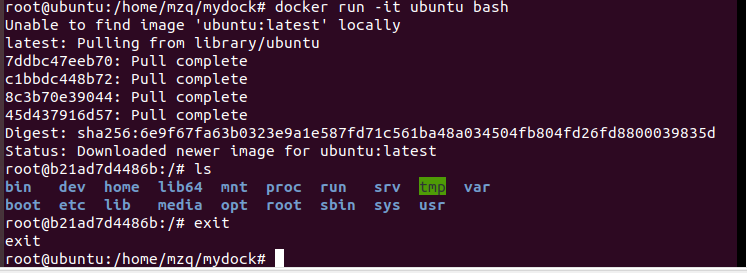 root@ubuntu:/home/mzq/mydock# docker run -it ubuntu bash
Unable to find image 'ubuntu:latest' locally
latest: Pulling from library/ubuntu
7ddbc47eeb70: Pull complete
c1bbdc448b72: Pull complete
8c3b70e39044: Pull complete
45d437916d57: Pull complete
Digest: sha256:6e9f67fa63b0323e9a1e587fd71c561ba48a034504fb804fd26fd8800039835d
Status: Downloaded newer image for ubuntu:latest
root@b21ad7d4486b:/# ls
bin dev home lib64 mnt proc run srv tmp var
boot etc lib media opt root sbin sys usr
root@b21ad7d4486b:/# exit
exit
root@ubuntu:/home/mzq/mydock#